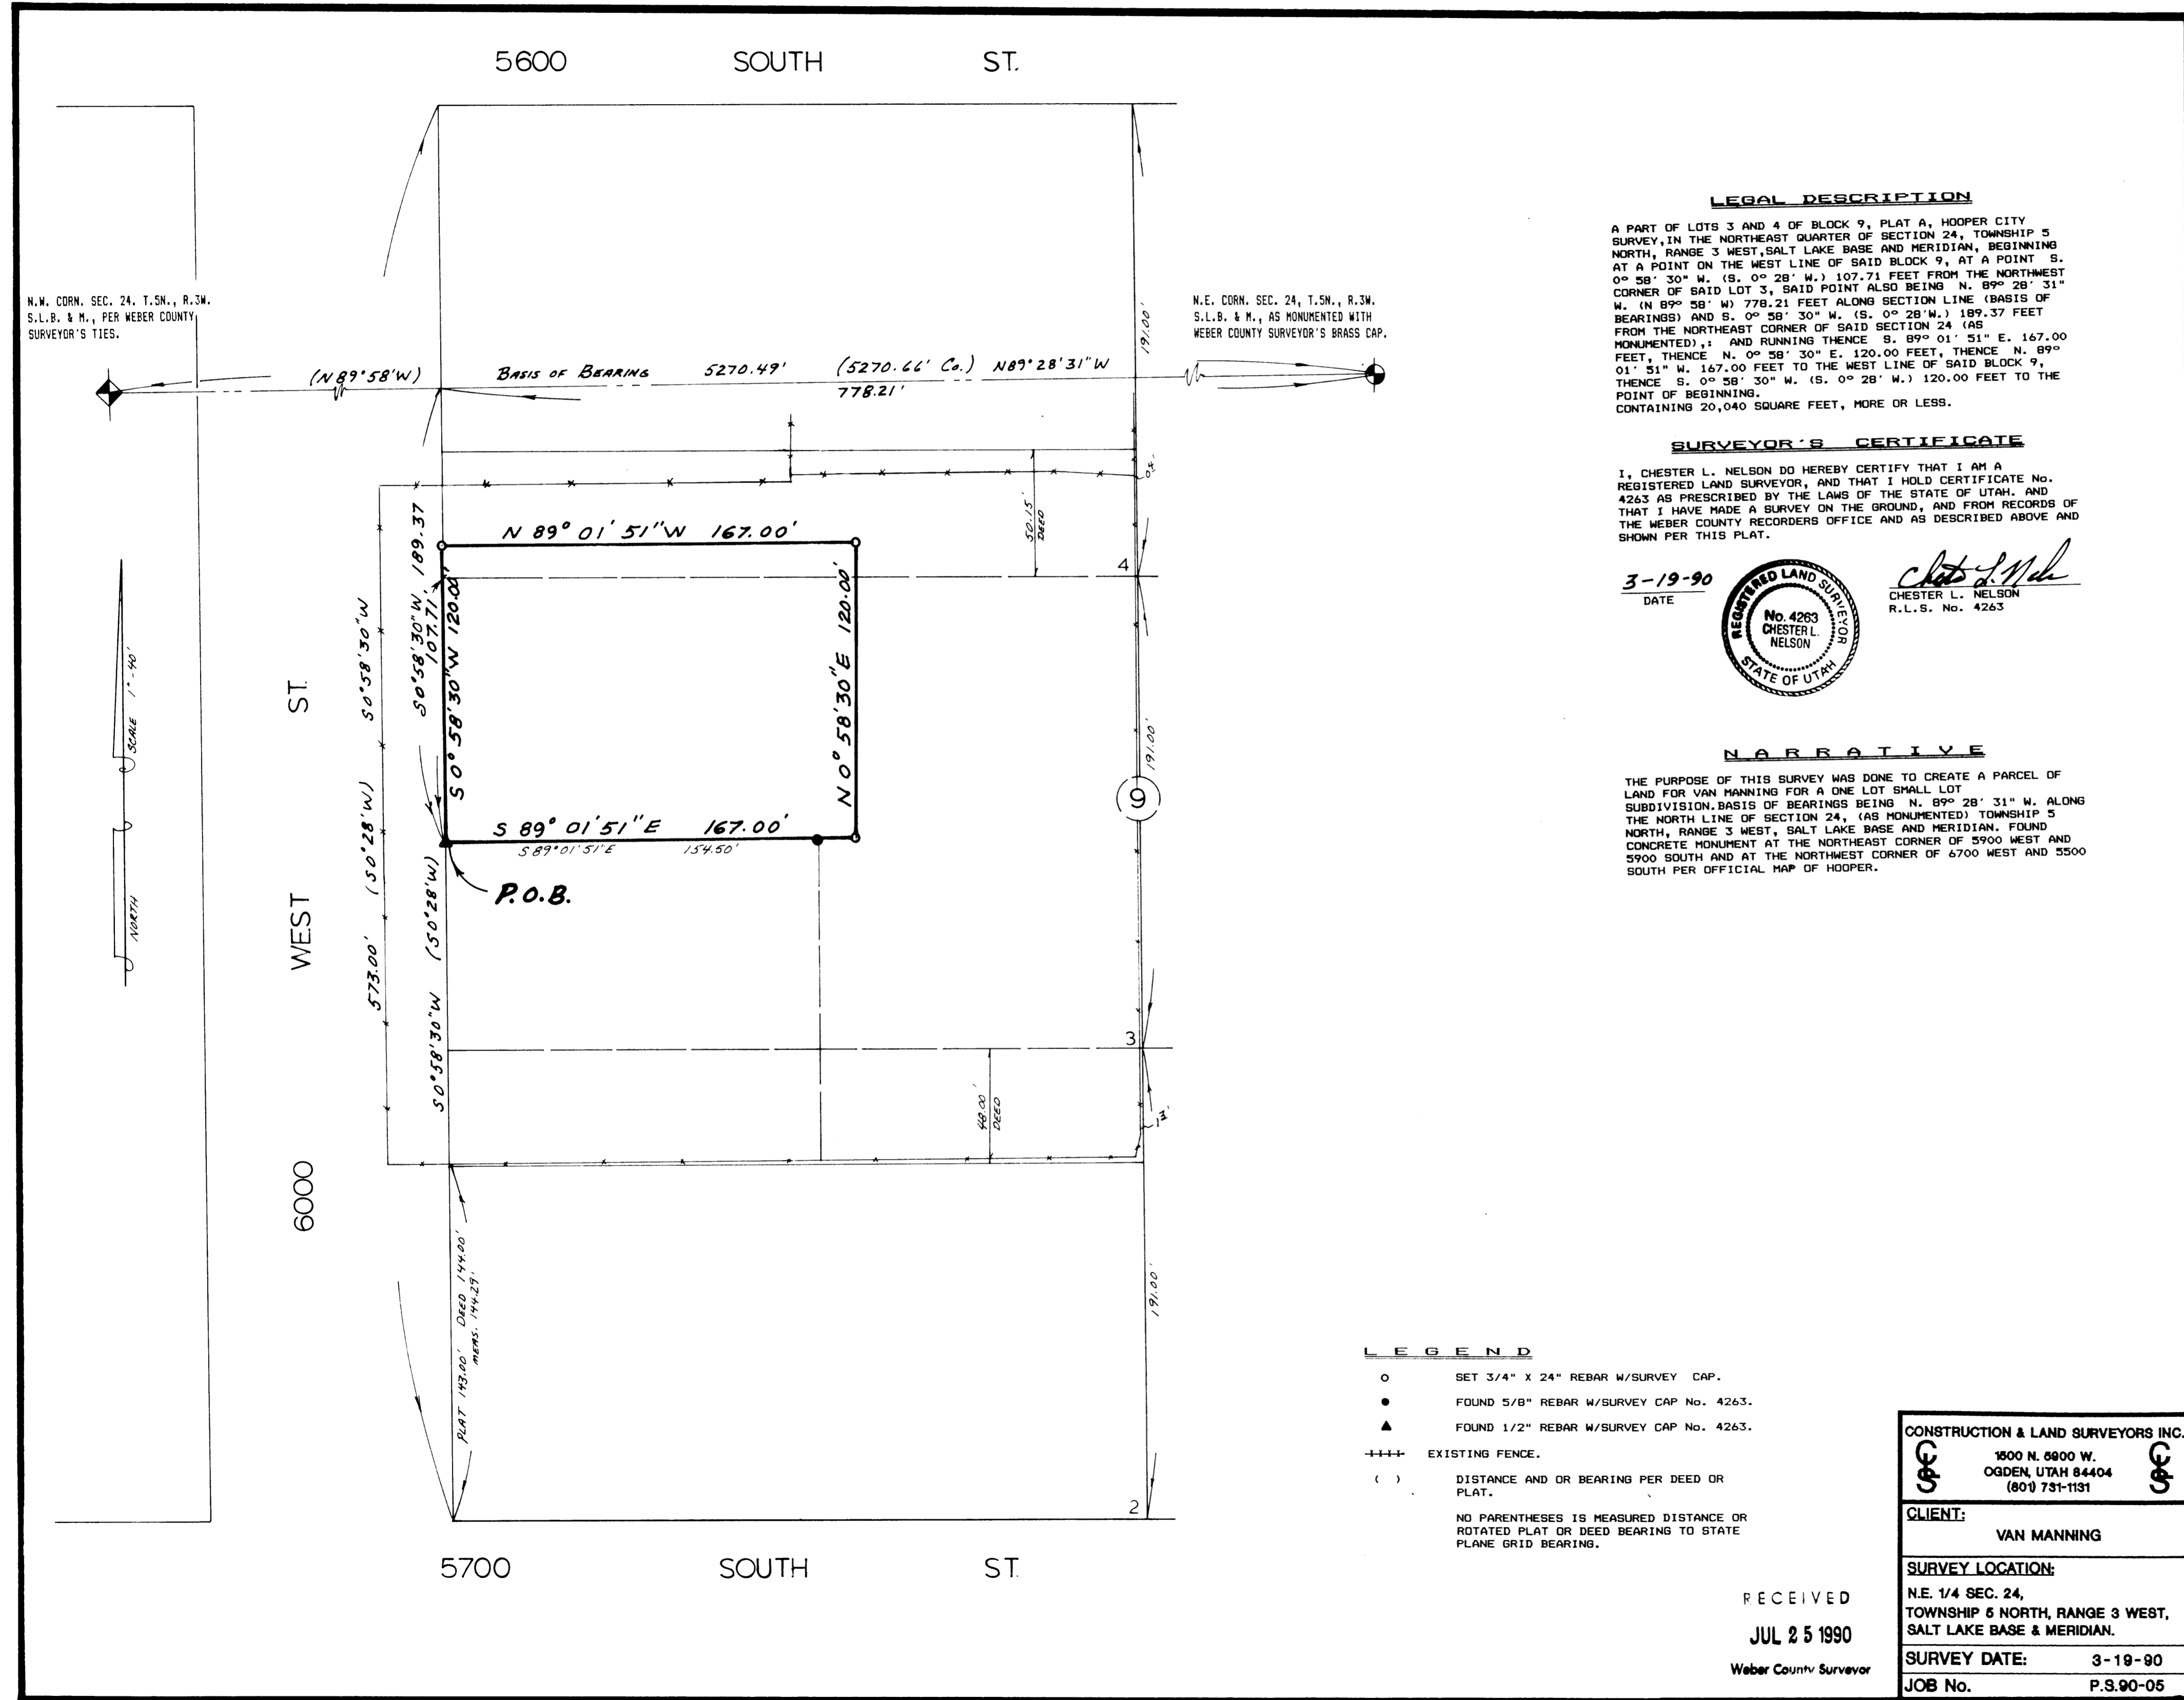 5600 SOUTH ST.
N.W. CORN. SEC. 24. T.5N., R.3W.
S.L.B. & M., PER WEBER COUNTY
SURVEYOR'S TIES.
N.E. CORN. SEC. 24, T.5N., R.3W.
S.L.B. & M., AS MONUMENTED WITH
WEBER COUNTY SURVEYOR'S BRASS CAP.
(N89°58'W) BASIS OF BEARING 5270.49' (5270.66' Co.) N89°28'31"W
778.21'
191.00'
50.15'
DEED
N 89° 01' 51"W 167.00'
4
S0°58'30"W 189.37
107.71'
S 0° 58'30"W 120.00'
N 0° 58'30"E 120.00'
573.00' (S0°28'W) S0°58'30"W
S0°58'30"W (S0°28'W)
191.00'
9
S 89° 01'51"E 167.00'
S89°01'51"E 154.50'
P.O.B.
NORTH SCALE 1"-40'
6000 WEST ST.
3
48.00'
DEED
PLAT 143.00' DEED 144.00'
MEAS. 144.29'
191.00'
2
5700 SOUTH ST.
LEGAL DESCRIPTION
A PART OF LOTS 3 AND 4 OF BLOCK 9, PLAT A, HOOPER CITY
SURVEY,IN THE NORTHEAST QUARTER OF SECTION 24, TOWNSHIP 5
NORTH, RANGE 3 WEST,SALT LAKE BASE AND MERIDIAN, BEGINNING
AT A POINT ON THE WEST LINE OF SAID BLOCK 9, AT A POINT S.
0° 58' 30" W. (S. 0° 28' W.) 107.71 FEET FROM THE NORTHWEST
CORNER OF SAID LOT 3, SAID POINT ALSO BEING N. 89° 28' 31"
W. (N 89° 58' W) 778.21 FEET ALONG SECTION LINE (BASIS OF
BEARINGS) AND S. 0° 58' 30" W. (S. 0° 28'W.) 189.37 FEET
FROM THE NORTHEAST CORNER OF SAID SECTION 24 (AS
MONUMENTED),: AND RUNNING THENCE S. 89° 01' 51" E. 167.00
FEET, THENCE N. 0° 58' 30" E. 120.00 FEET, THENCE N. 89°
01' 51" W. 167.00 FEET TO THE WEST LINE OF SAID BLOCK 9,
THENCE S. 0° 58' 30" W. (S. 0° 28' W.) 120.00 FEET TO THE
POINT OF BEGINNING.
CONTAINING 20,040 SQUARE FEET, MORE OR LESS.
SURVEYOR'S CERTIFICATE
I, CHESTER L. NELSON DO HEREBY CERTIFY THAT I AM A
REGISTERED LAND SURVEYOR, AND THAT I HOLD CERTIFICATE No.
4263 AS PRESCRIBED BY THE LAWS OF THE STATE OF UTAH. AND
THAT I HAVE MADE A SURVEY ON THE GROUND, AND FROM RECORDS OF
THE WEBER COUNTY RECORDERS OFFICE AND AS DESCRIBED ABOVE AND
SHOWN PER THIS PLAT.
3-19-90
DATE
REGISTERED LAND SURVEYOR
No. 4263
CHESTER L.
NELSON
STATE OF UTAH
CHESTER L. NELSON
R.L.S. No. 4263
NARRATIVE
THE PURPOSE OF THIS SURVEY WAS DONE TO CREATE A PARCEL OF
LAND FOR VAN MANNING FOR A ONE LOT SMALL LOT
SUBDIVISION.BASIS OF BEARINGS BEING N. 89° 28' 31" W. ALONG
THE NORTH LINE OF SECTION 24, (AS MONUMENTED) TOWNSHIP 5
NORTH, RANGE 3 WEST, SALT LAKE BASE AND MERIDIAN. FOUND
CONCRETE MONUMENT AT THE NORTHEAST CORNER OF 5900 WEST AND
5900 SOUTH AND AT THE NORTHWEST CORNER OF 6700 WEST AND 5500
SOUTH PER OFFICIAL MAP OF HOOPER.
LEGEND
SET 3/4" X 24" REBAR W/SURVEY CAP.
FOUND 5/8" REBAR W/SURVEY CAP No. 4263.
FOUND 1/2" REBAR W/SURVEY CAP No. 4263.
EXISTING FENCE.
( ) DISTANCE AND OR BEARING PER DEED OR
PLAT.
NO PARENTHESES IS MEASURED DISTANCE OR
ROTATED PLAT OR DEED BEARING TO STATE
PLANE GRID BEARING.
RECEIVED
JUL 25 1990
Weber County Surveyor
CONSTRUCTION & LAND SURVEYORS INC.
1500 N. 5900 W.
OGDEN, UTAH 84404
(801) 731-1131
CLIENT:
VAN MANNING
SURVEY LOCATION:
N.E. 1/4 SEC. 24,
TOWNSHIP 5 NORTH, RANGE 3 WEST,
SALT LAKE BASE & MERIDIAN.
SURVEY DATE: 3-19-90
JOB No. P.S.90-05